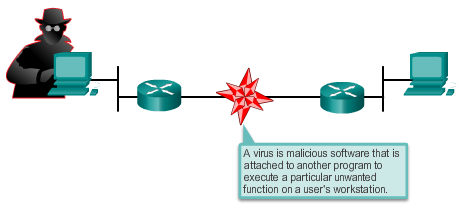 A virus is malicious software that is
attached to another program to
execute a particular unwanted
function on a user's workstation.